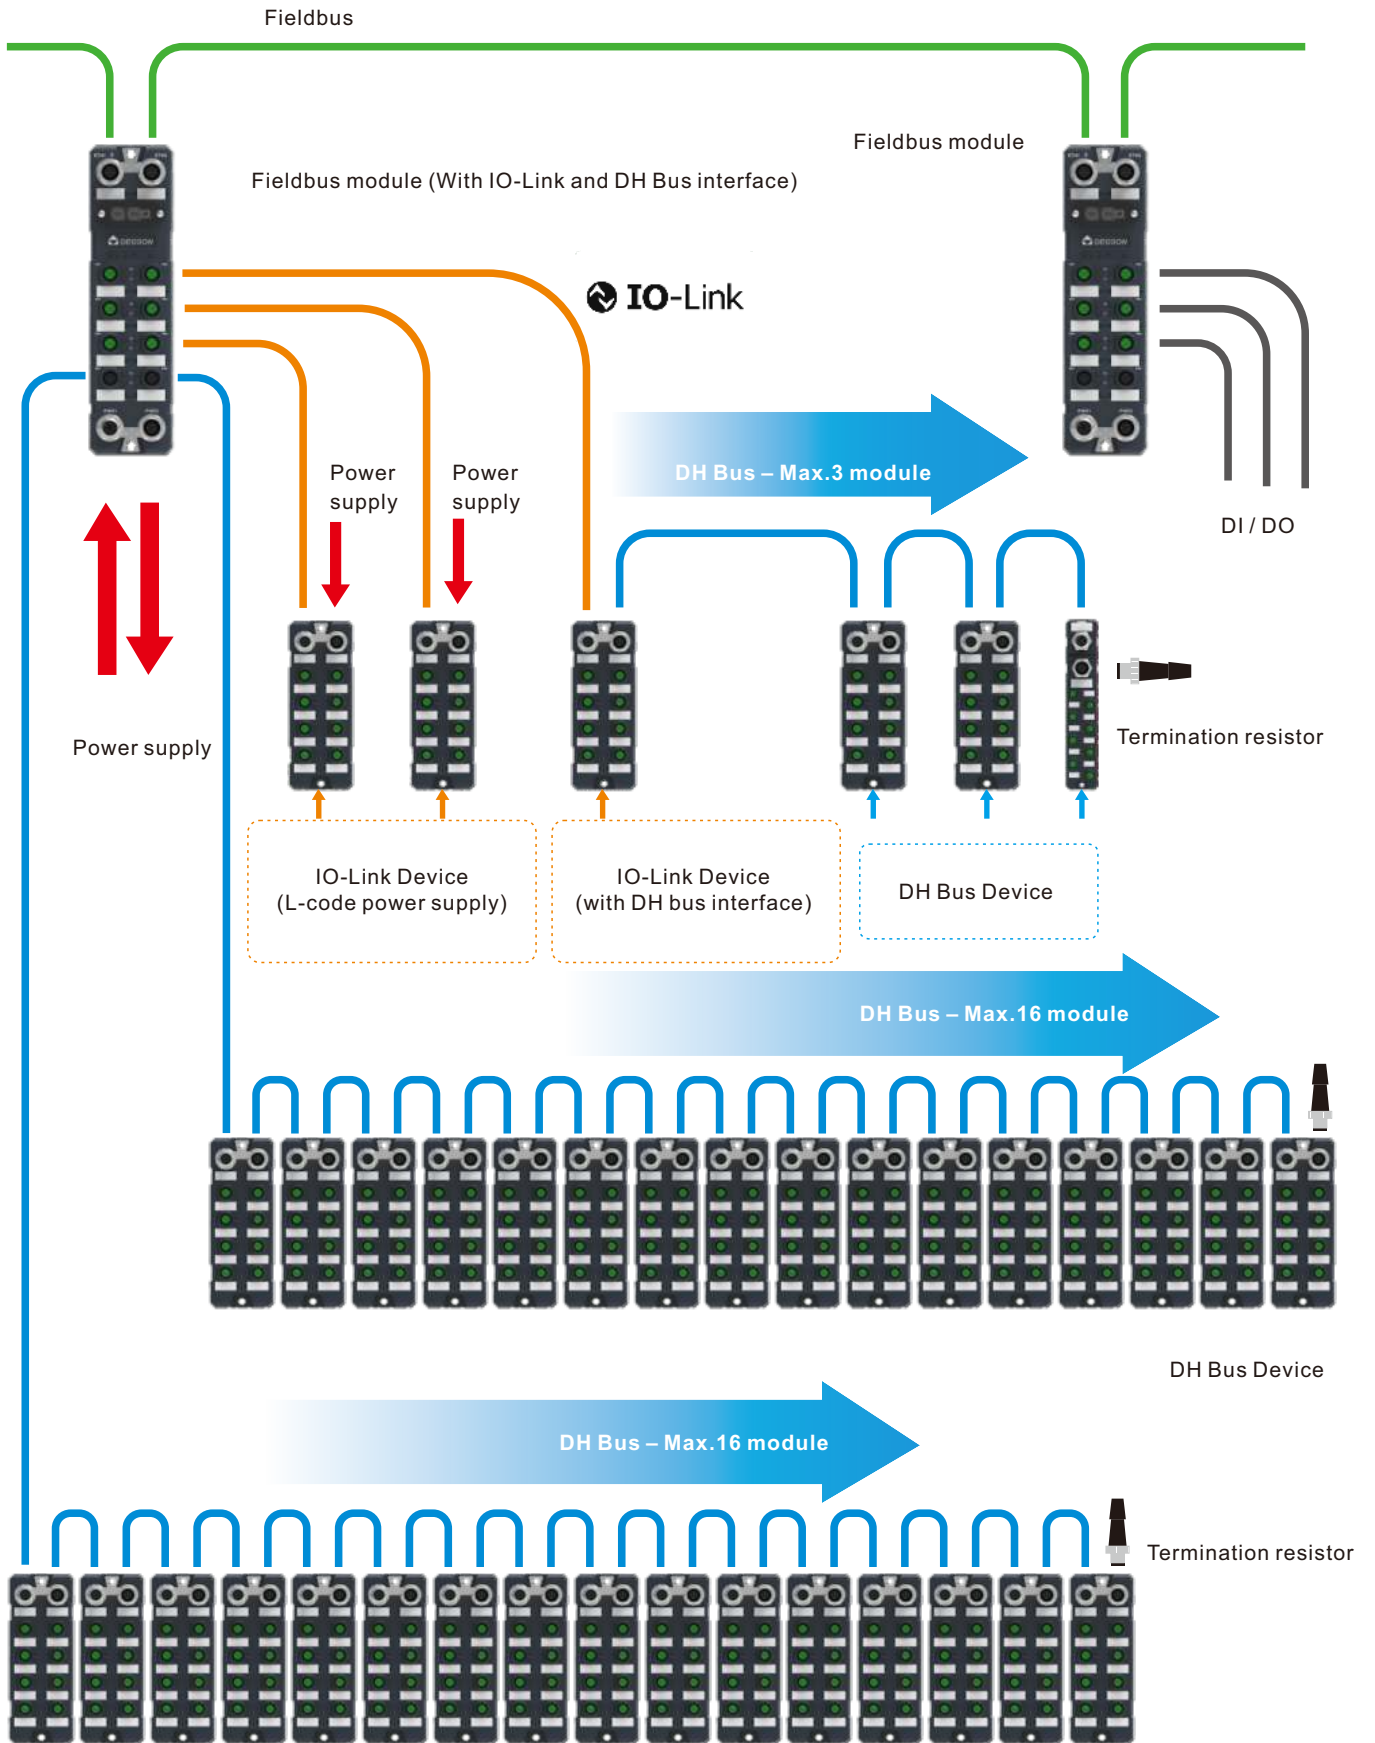 Fieldbus
Fieldbus module
Fieldbus module (With IO-Link and DH Bus interface)
IO-Link
DH Bus – Max.3 module
Power
supply
Power
supply
DI / DO
Power supply
Termination resistor
IO-Link Device
(L-code power supply)
IO-Link Device
(with DH bus interface)
DH Bus Device
DH Bus – Max.16 module
DH Bus Device
DH Bus – Max.16 module
Termination resistor